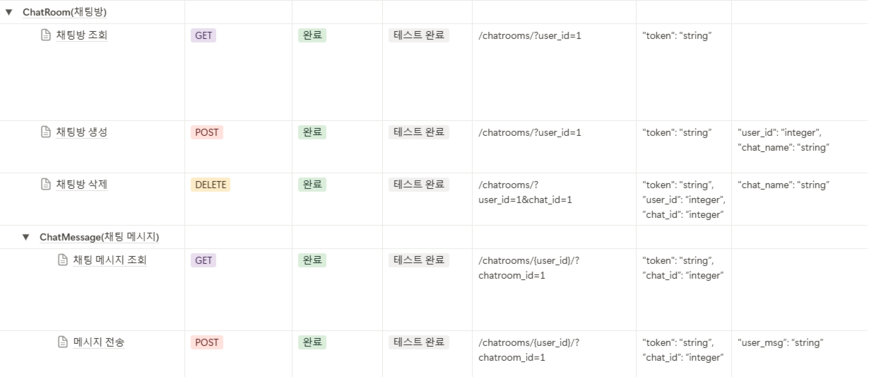 ChatRoom(채팅방)
채팅방 조회 GET 완료 테스트 완료 /chatrooms/?user_id=1 "token": "string"
채팅방 생성 POST 완료 테스트 완료 /chatrooms/?user_id=1 "token": "string" "user_id": "integer",
"chat_name": "string"
채팅방 삭제 DELETE 완료 테스트 완료 /chatrooms/? "token": "string", "chat_name": "string"
user_id=1&chat_id=1 "user_id": "integer",
"chat_id": "integer"
ChatMessage(채팅 메시지)
채팅 메시지 조회 GET 완료 테스트 완료 /chatrooms/{user_id}/? "token": "string",
chatroom_id=1 "chat_id": "integer"
메시지 전송 POST 완료 테스트 완료 /chatrooms/{user_id}/? "token": "string", "user_msg": "string"
chatroom_id=1 "chat_id": "integer"